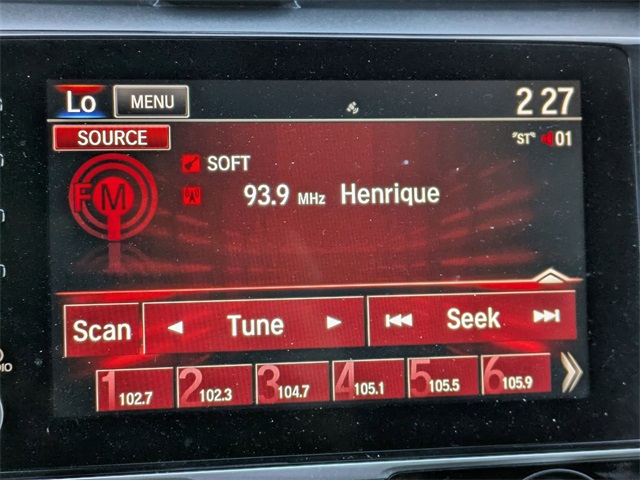 Lo MENU 2 27
SOURCE "ST" 01
SOFT
FM 93.9 MHz Henrique
Scan Tune Seek
1 102.7 2 102.3 3 104.7 4 105.1 5 105.5 6 105.9